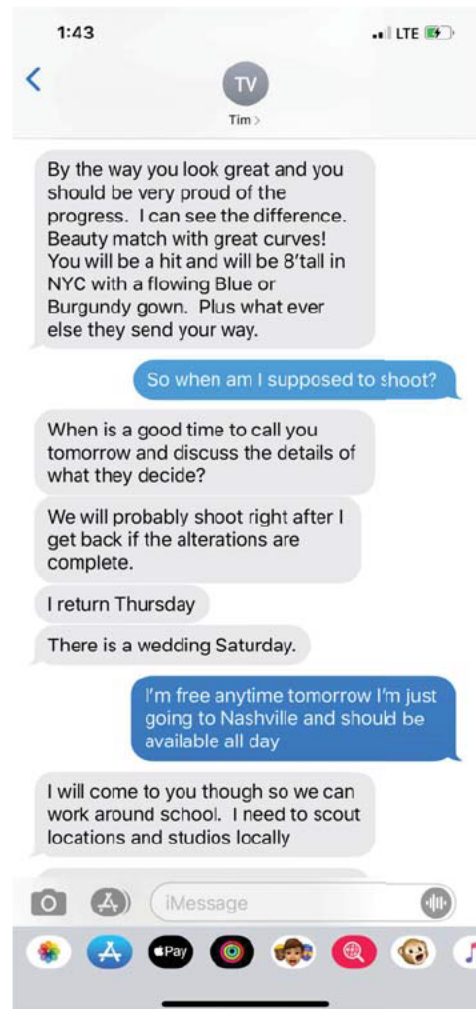 1:43
LTE
TV
Tim >
By the way you look great and you
should be very proud of the
progress.  I can see the difference.
Beauty match with great curves!
You will be a hit and will be 8'tall in
NYC with a flowing Blue or
Burgundy gown.  Plus what ever
else they send your way.
So when am I supposed to shoot?
When is a good time to call you
tomorrow and discuss the details of
what they decide?
We will probably shoot right after I
get back if the alterations are
complete.
I return Thursday
There is a wedding Saturday.
I'm free anytime tomorrow I'm just
going to Nashville and should be
available all day
I will come to you though so we can
work around school.  I need to scout
locations and studios locally
iMessage
Pay